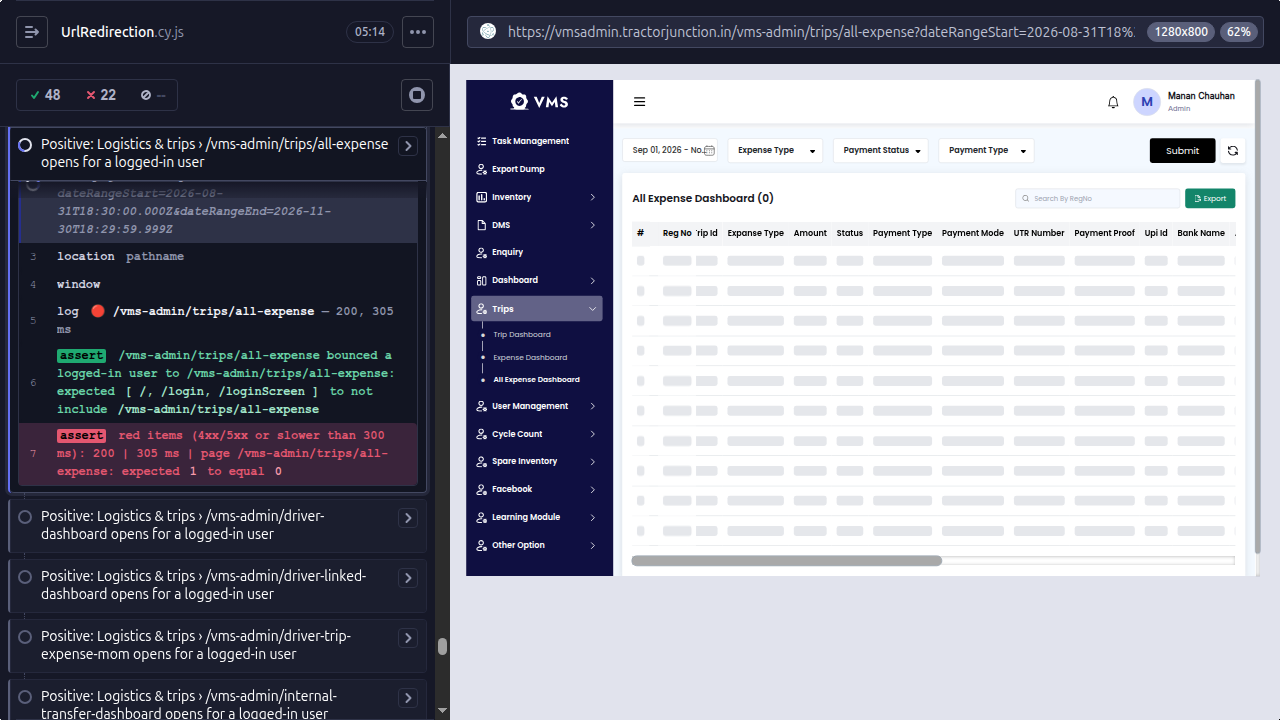 UrlRedirection.cy.js
05:14
https://vmsadmin.tractorjunction.in/vms-admin/trips/all-expense?dateRangeStart=2026-08-31T18%
1280x800
62%
48
22
--
Positive: Logistics & trips › /vms-admin/trips/all-expense
opens for a logged-in user
dateRangeStart=2026-08-
31T18:30:00.000Z&dateRangeEnd=2026-11-
30T18:29:59.999Z
3 location pathname
4 window
5 log 🔴 /vms-admin/trips/all-expense — 200, 305
ms
6 assert /vms-admin/trips/all-expense bounced a
logged-in user to /vms-admin/trips/all-expense:
expected [ /, /login, /loginScreen ] to not
include /vms-admin/trips/all-expense
7 assert red items (4xx/5xx or slower than 300
ms): 200 | 305 ms | page /vms-admin/trips/all-
expense: expected 1 to equal 0
Positive: Logistics & trips › /vms-admin/driver-
dashboard opens for a logged-in user
Positive: Logistics & trips › /vms-admin/driver-linked-
dashboard opens for a logged-in user
Positive: Logistics & trips › /vms-admin/driver-trip-
expense-mom opens for a logged-in user
Positive: Logistics & trips › /vms-admin/internal-
transfer-dashboard opens for a logged-in user
VMS
Task Management
Export Dump
Inventory
DMS
Enquiry
Dashboard
Trips
Trip Dashboard
Expense Dashboard
All Expense Dashboard
User Management
Cycle Count
Spare Inventory
Facebook
Learning Module
Other Option
M
Manan Chauhan
Admin
Sep 01, 2026 - No...
Expense Type
Payment Status
Payment Type
Submit
All Expense Dashboard (0)
Search By RegNo
Export
# Reg No rip Id Expanse Type Amount Status Payment Type Payment Mode UTR Number Payment Proof Upi Id Bank Name